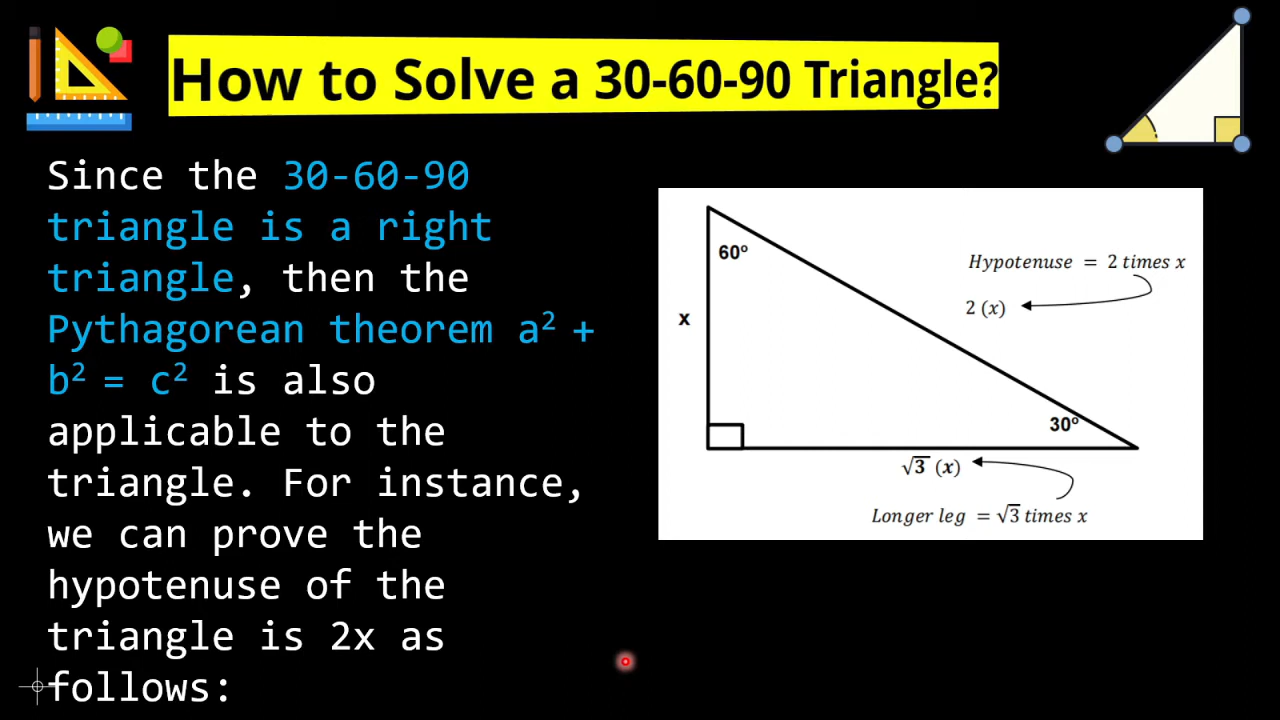 How to Solve a 30-60-90 Triangle?
Since the 30-60-90
triangle is a right
triangle, then the
Pythagorean theorem a² +
b² = c² is also
applicable to the
triangle. For instance,
we can prove the
hypotenuse of the
triangle is 2x as
follows:
60º
Hypotenuse = 2 times x
2 (x)
x
30º
√3 (x)
Longer leg = √3 times x